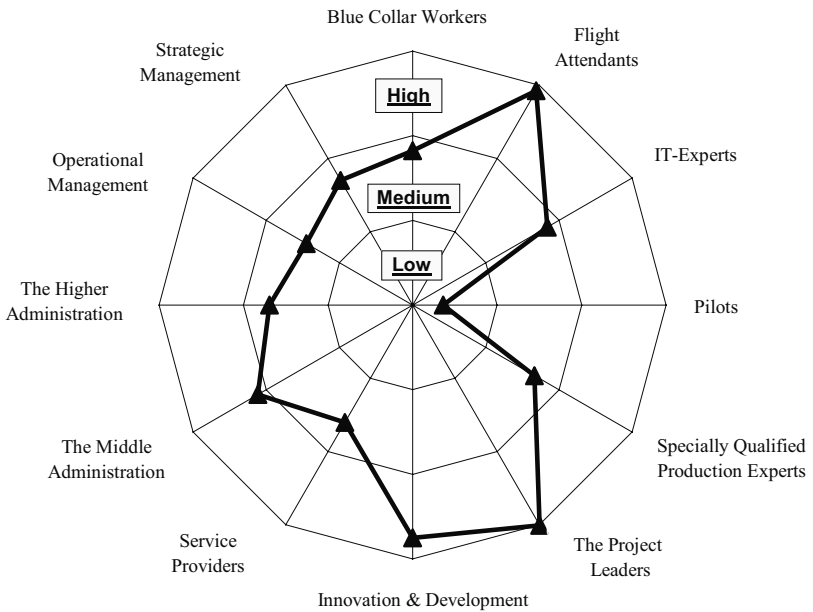 Blue Collar Workers
Flight
Attendants
IT-Experts
Pilots
Specially Qualified
Production Experts
The Project
Leaders
Innovation & Development
Service
Providers
The Middle
Administration
The Higher
Administration
Operational
Management
Strategic
Management
High
Medium
Low